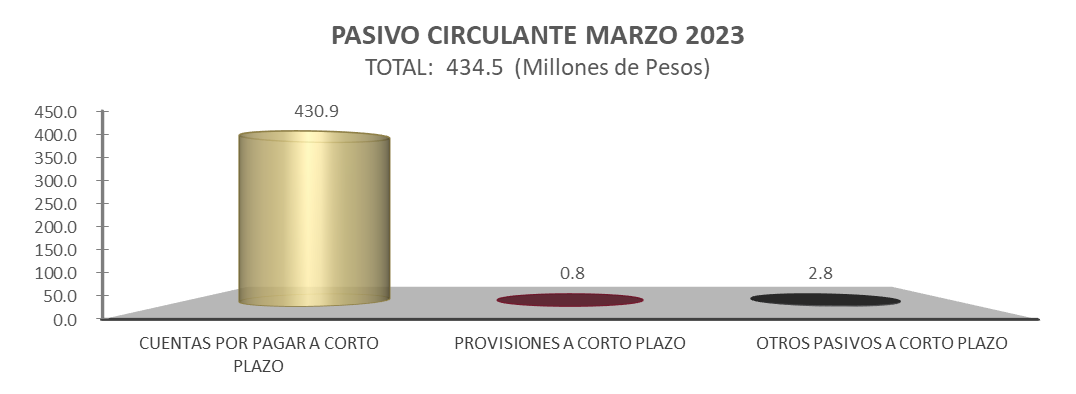 PASIVO CIRCULANTE MARZO 2023
TOTAL:  434.5  (Millones de Pesos)
430.9
450.0
400.0
350.0
300.0
250.0
200.0
150.0
100.0
50.0
0.0
0.8
2.8
CUENTAS POR PAGAR A CORTO
PLAZO
PROVISIONES A CORTO PLAZO
OTROS PASIVOS A CORTO PLAZO